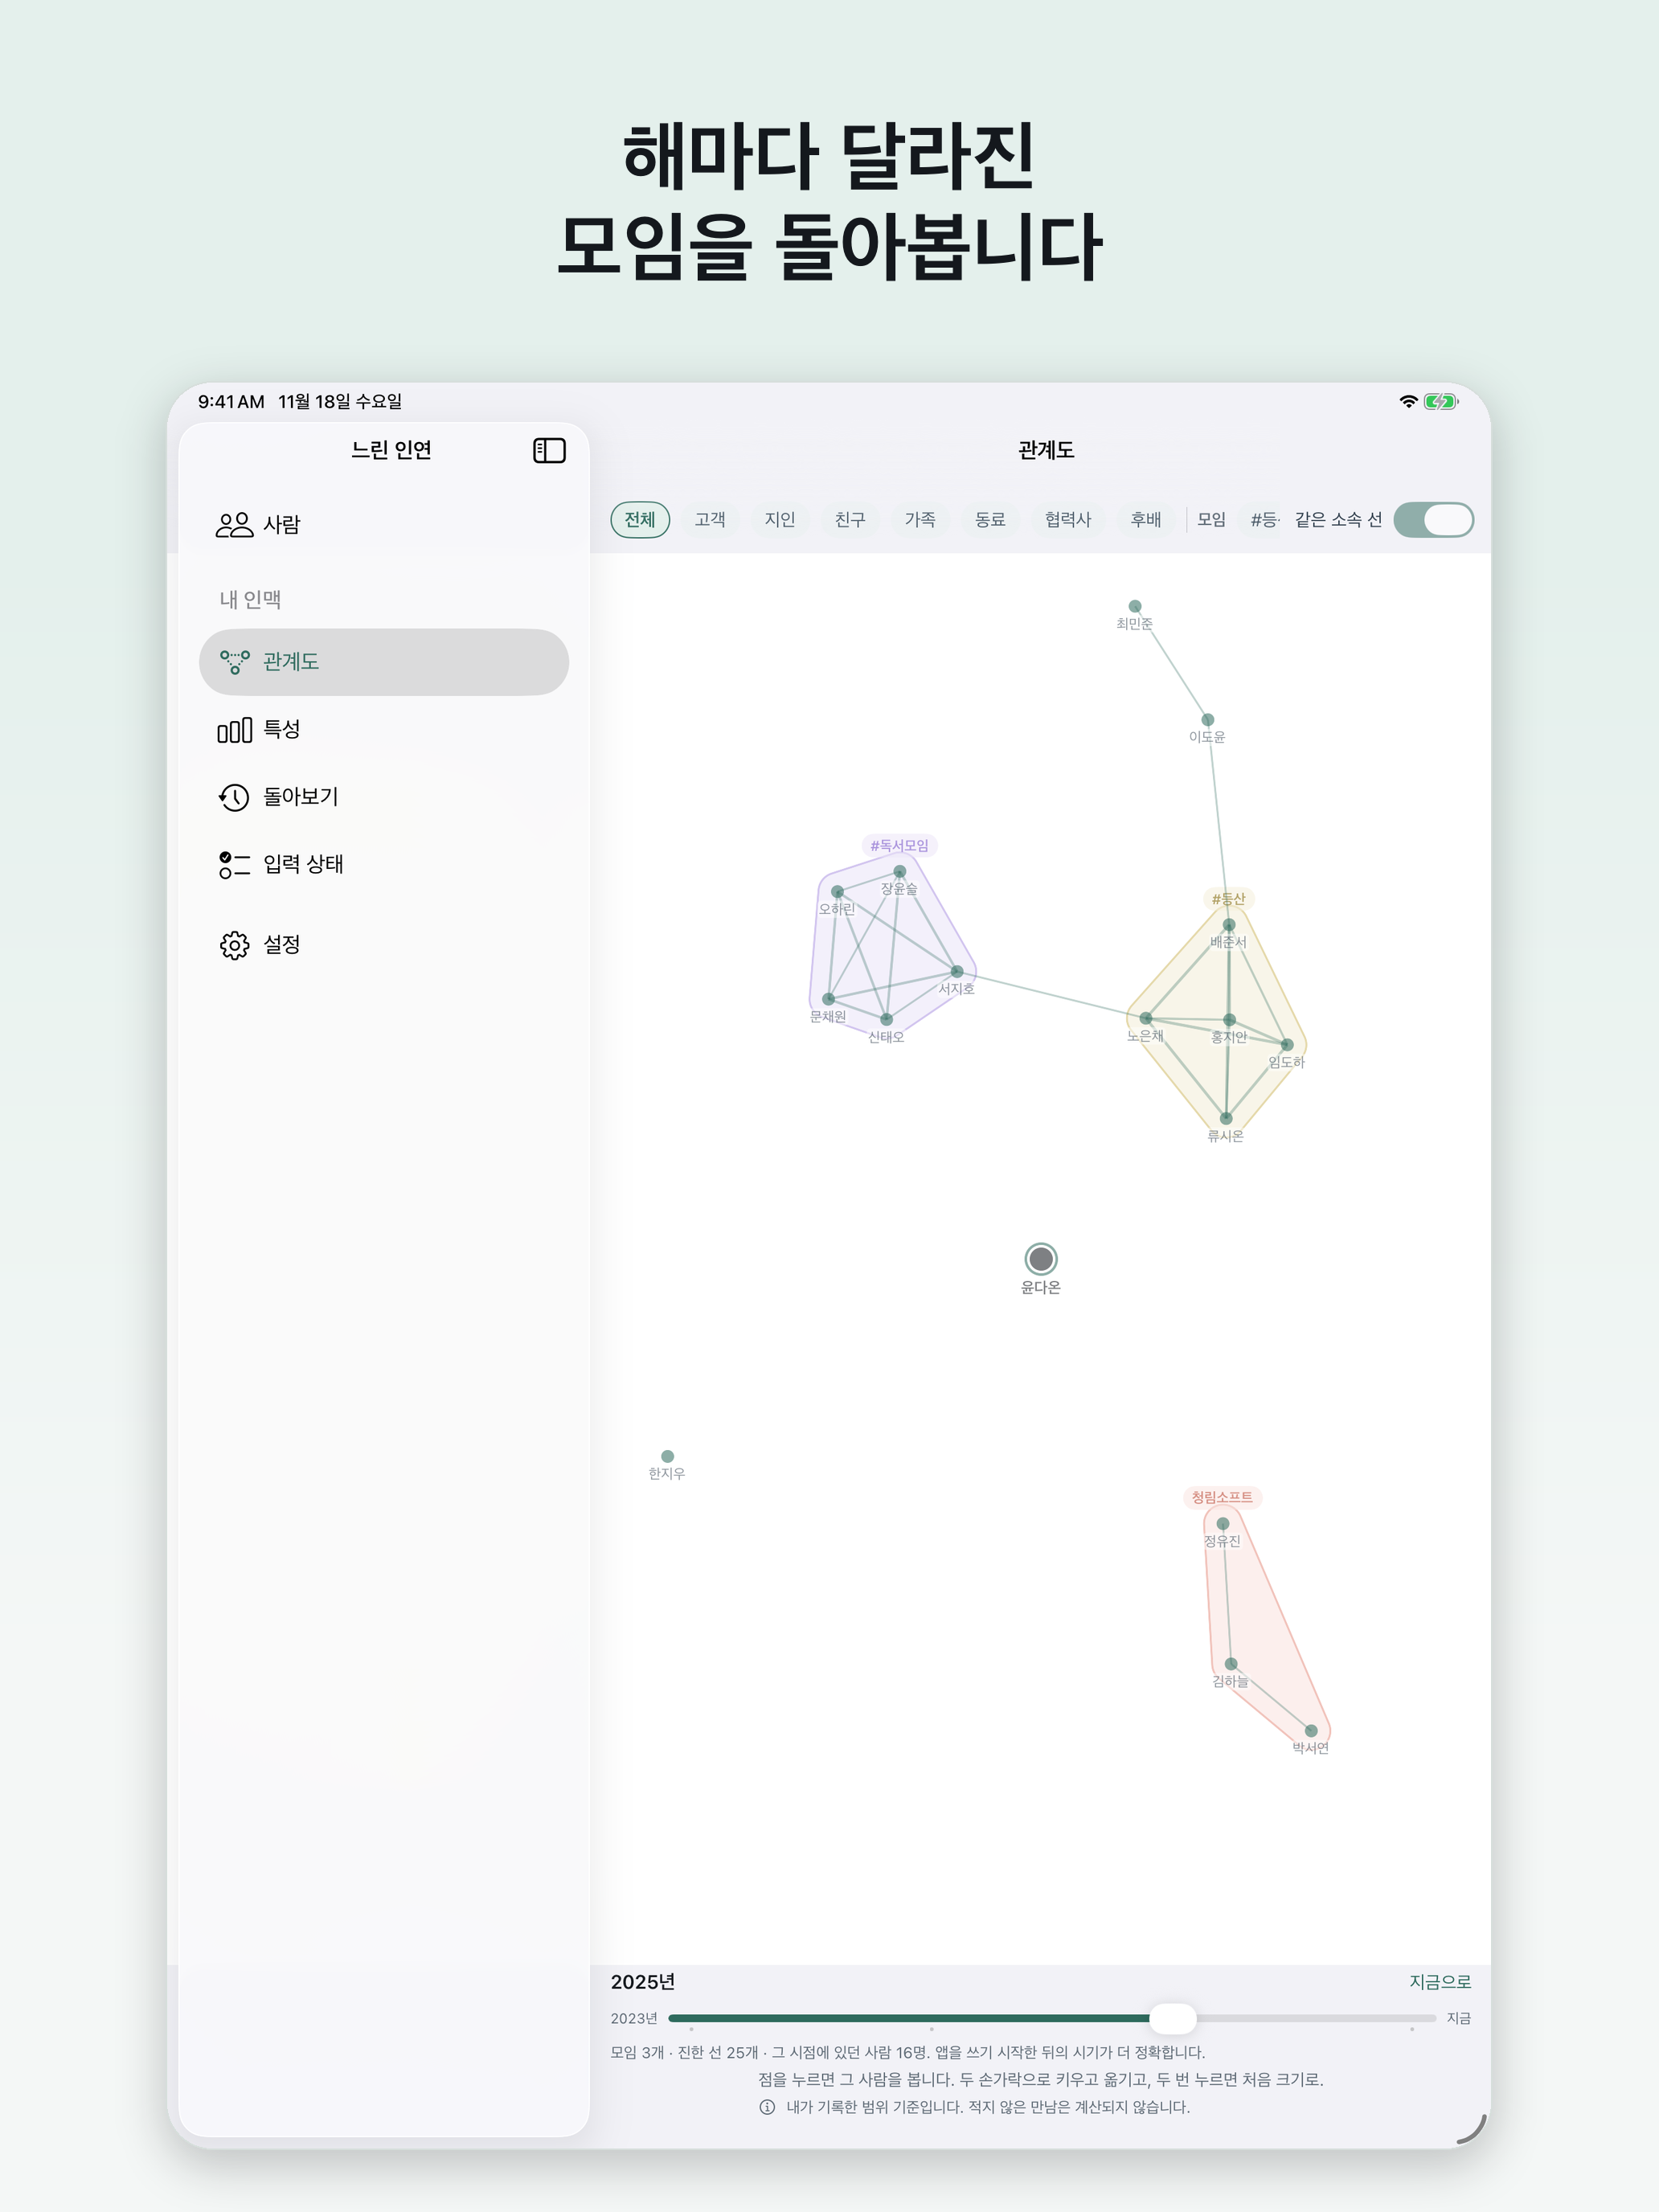 해마다 달라진
모임을 돌아봅니다
9:41 AM 11월 18일 수요일
느린 인연
관계도
사람
내 인맥
관계도
특성
돌아보기
입력 상태
설정
전체 고객 지인 친구 가족 동료 협력사 후배 모임 #등 같은 소속 선
최민준
이도윤
#독서모임
장윤슬
오하린
#등산
배준서
서지호
문채원
신태오
노은채
홍지안
임도하
류시온
윤다온
한지우
청림소프트
정유진
김하늘
박서연
2025년 지금으로
2023년 지금
모임 3개 · 진한 선 25개 · 그 시점에 있던 사람 16명. 앱을 쓰기 시작한 뒤의 시기가 더 정확합니다.
점을 누르면 그 사람을 봅니다. 두 손가락으로 키우고 옮기고, 두 번 누르면 처음 크기로.
내가 기록한 범위 기준입니다. 적지 않은 만남은 계산되지 않습니다.